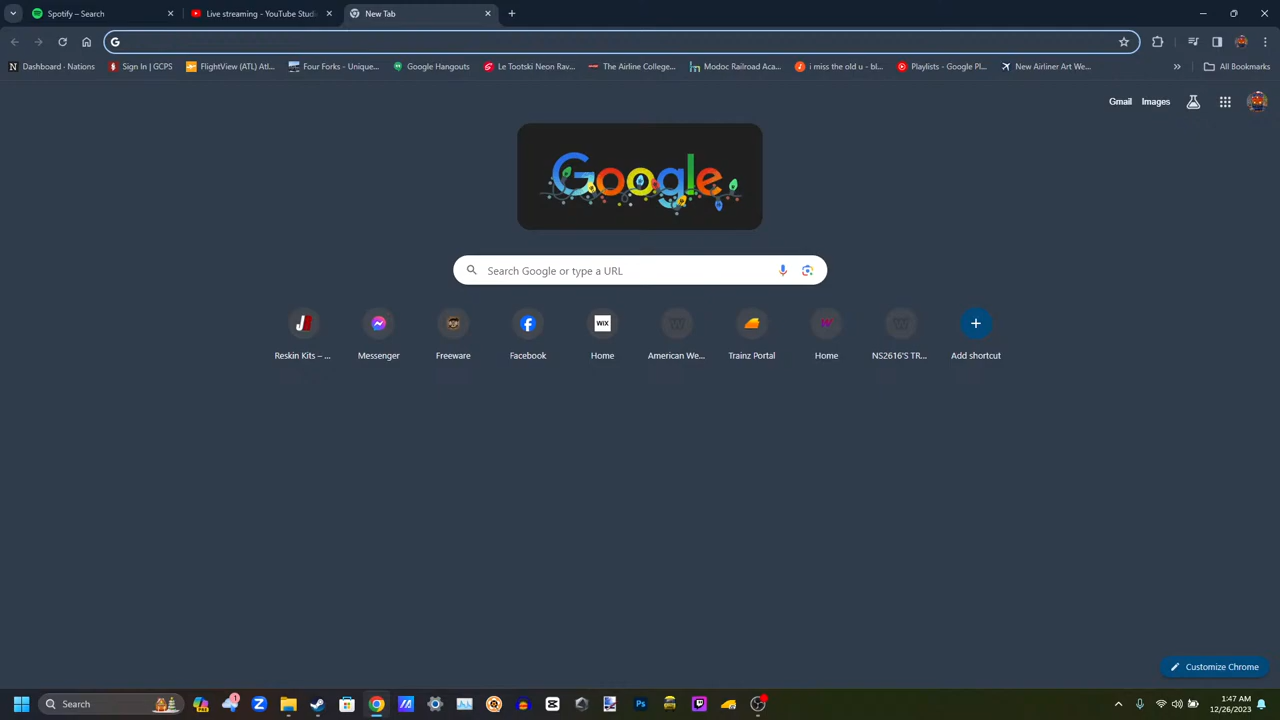 Spotify – Search
Live streaming - YouTube Studi
New Tab
Dashboard - Nations
Sign In | GCPS
FlightView (ATL) Atl...
Four Forks - Unique...
Google Hangouts
Le Tootski Neon Rav...
The Airline College...
Modoc Railroad Aca...
i miss the old u - bl...
Playlists - Google Pl...
New Airliner Art We...
All Bookmarks
Gmail
Images
Google
Search Google or type a URL
Reskin Kits – ...
Messenger
Freeware
Facebook
WiX
Home
American We...
Trainz Portal
Home
NS2616'S TR...
Add shortcut
Customize Chrome
Search
1
1:47 AM
12/26/2023